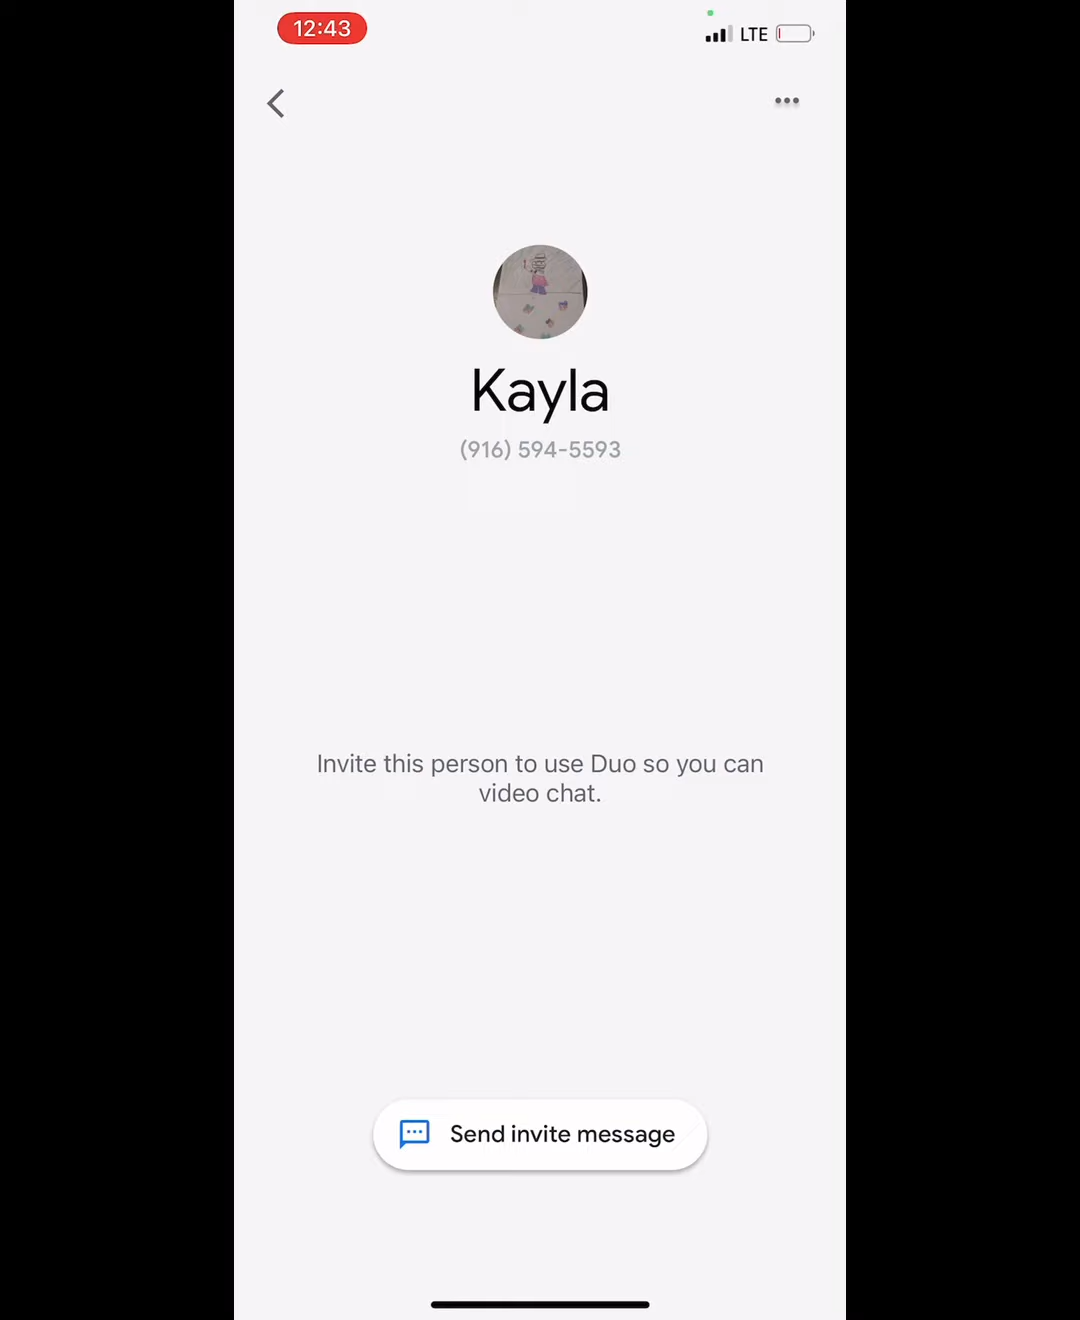 12:43
LTE
Kayla
(916) 594-5593
Invite this person to use Duo so you can
video chat.
Send invite message